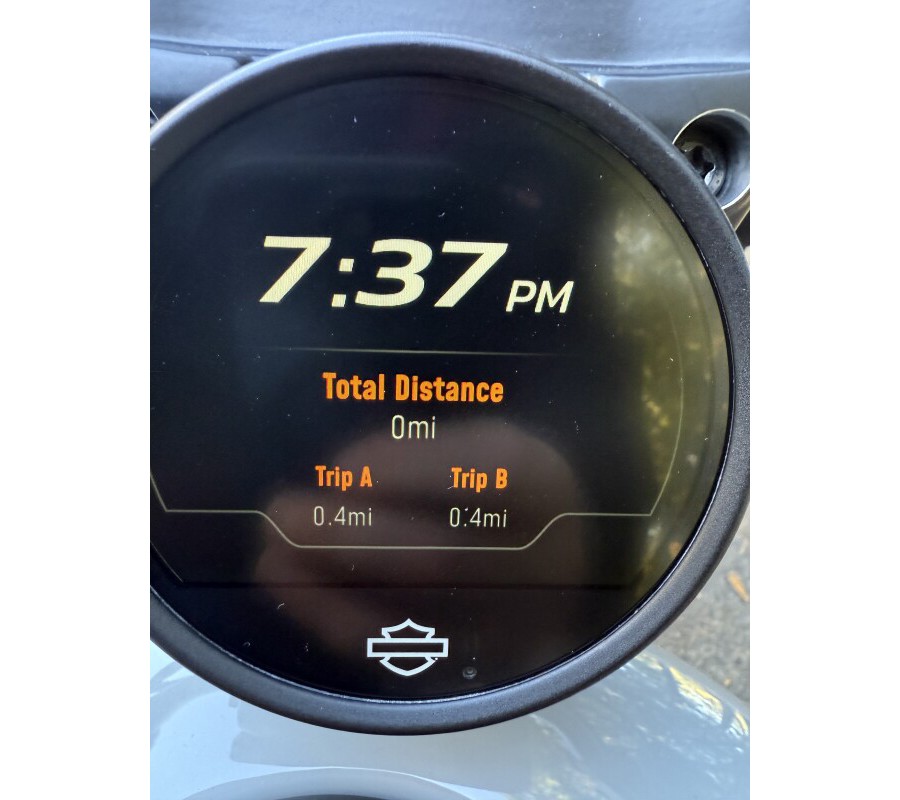 7:37 PM
Total Distance
0mi
Trip A Trip B
0.4mi 0.4mi